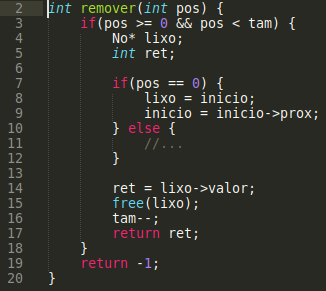 2 int remover(int pos) {
3     if(pos >= 0 && pos < tam) {
4         No* lixo;
5         int ret;
6
7         if(pos == 0) {
8             lixo = inicio;
9             inicio = inicio->prox;
10         } else {
11             //...
12         }
13
14         ret = lixo->valor;
15         free(lixo);
16         tam--;
17         return ret;
18     }
19     return -1;
20 }